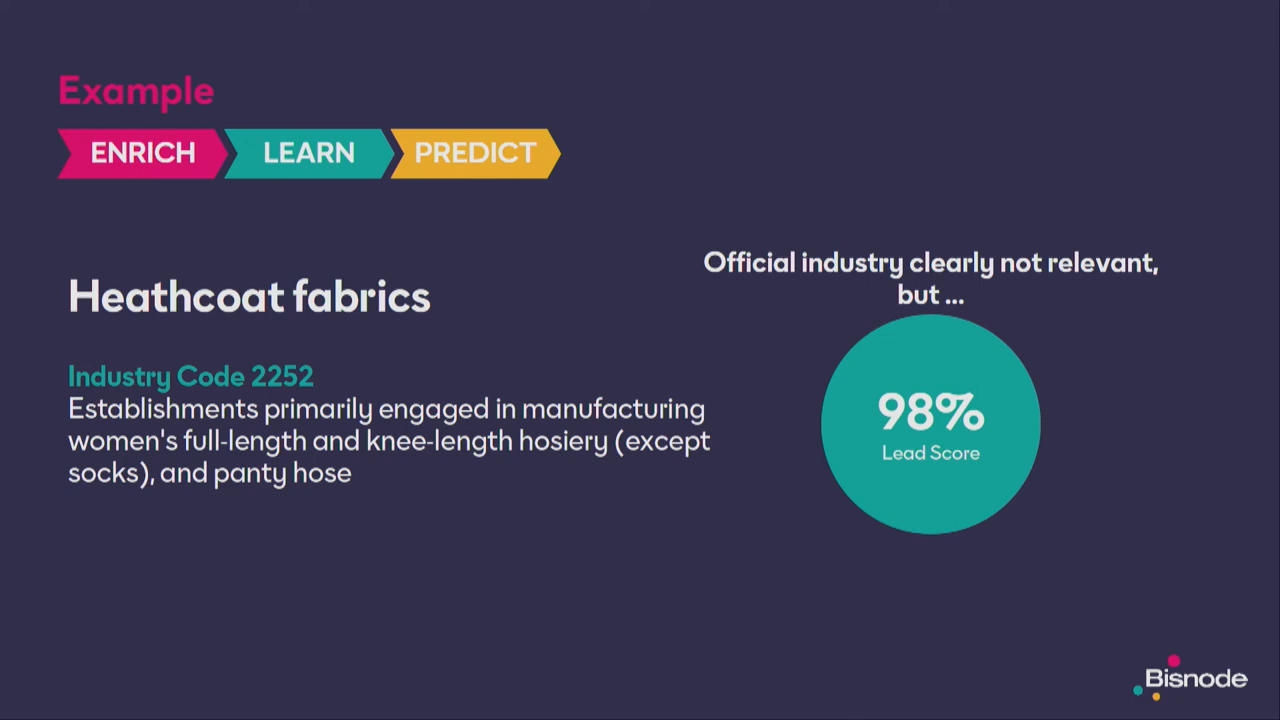 Example
ENRICH LEARN PREDICT
Heathcoat fabrics
Industry Code 2252
Establishments primarily engaged in manufacturing
women's full-length and knee-length hosiery (except
socks), and panty hose
Official industry clearly not relevant,
but ...
98%
Lead Score
Bisnode